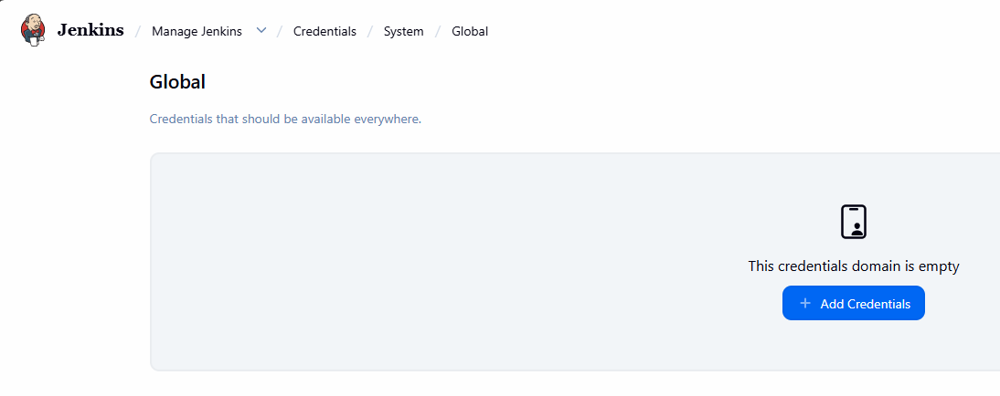 Jenkins / Manage Jenkins / Credentials / System / Global
Global
Credentials that should be available everywhere.
This credentials domain is empty
+ Add Credentials